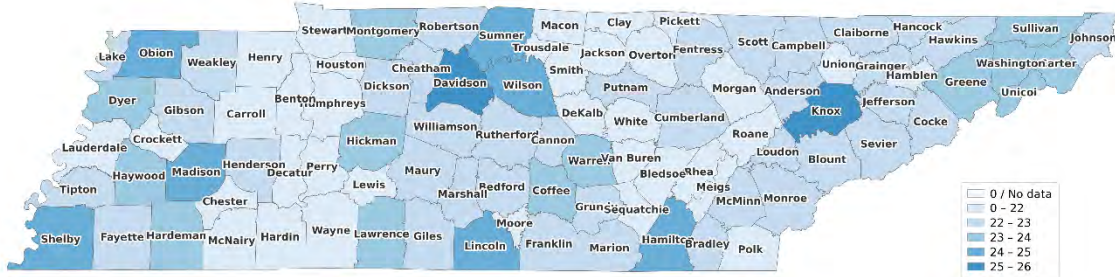 Stewart
Montgomery
Robertson
Sumner
Macon
Clay
Pickett
Trousdale
Lake
Obion
Weakley
Henry
Houston
Cheatham
Davidson
Wilson
Smith
Jackson
Overton
Fentress
Scott
Campbell
Claiborne
Hancock
Hawkins
Sullivan
Johnson
Union
Grainger
Hamblen
Washington
arter
Greene
Unicoi
Dyer
Gibson
Carroll
Benton
umphreys
Dickson
Putnam
DeKalb
White
Cumberland
Morgan
Anderson
Knox
Jefferson
Cocke
Lauderdale
Crockett
Haywood
Madison
Henderson
Decatur
Perry
Hickman
Williamson
Rutherford
Cannon
Warren
Van Buren
Bledsoe
Rhea
Roane
Loudon
Blount
Sevier
Tipton
Chester
Lewis
Maury
Marshall
Bedford
Coffee
Grun
Sequatchie
Meigs
McMinn
Monroe
Shelby
Fayette
Hardeman
McNairy
Hardin
Wayne
Lawrence
Giles
Lincoln
Moore
Franklin
Marion
Hamilto
Bradley
Polk
0 / No data
0 – 22
22 – 23
23 – 24
24 – 25
25 – 26